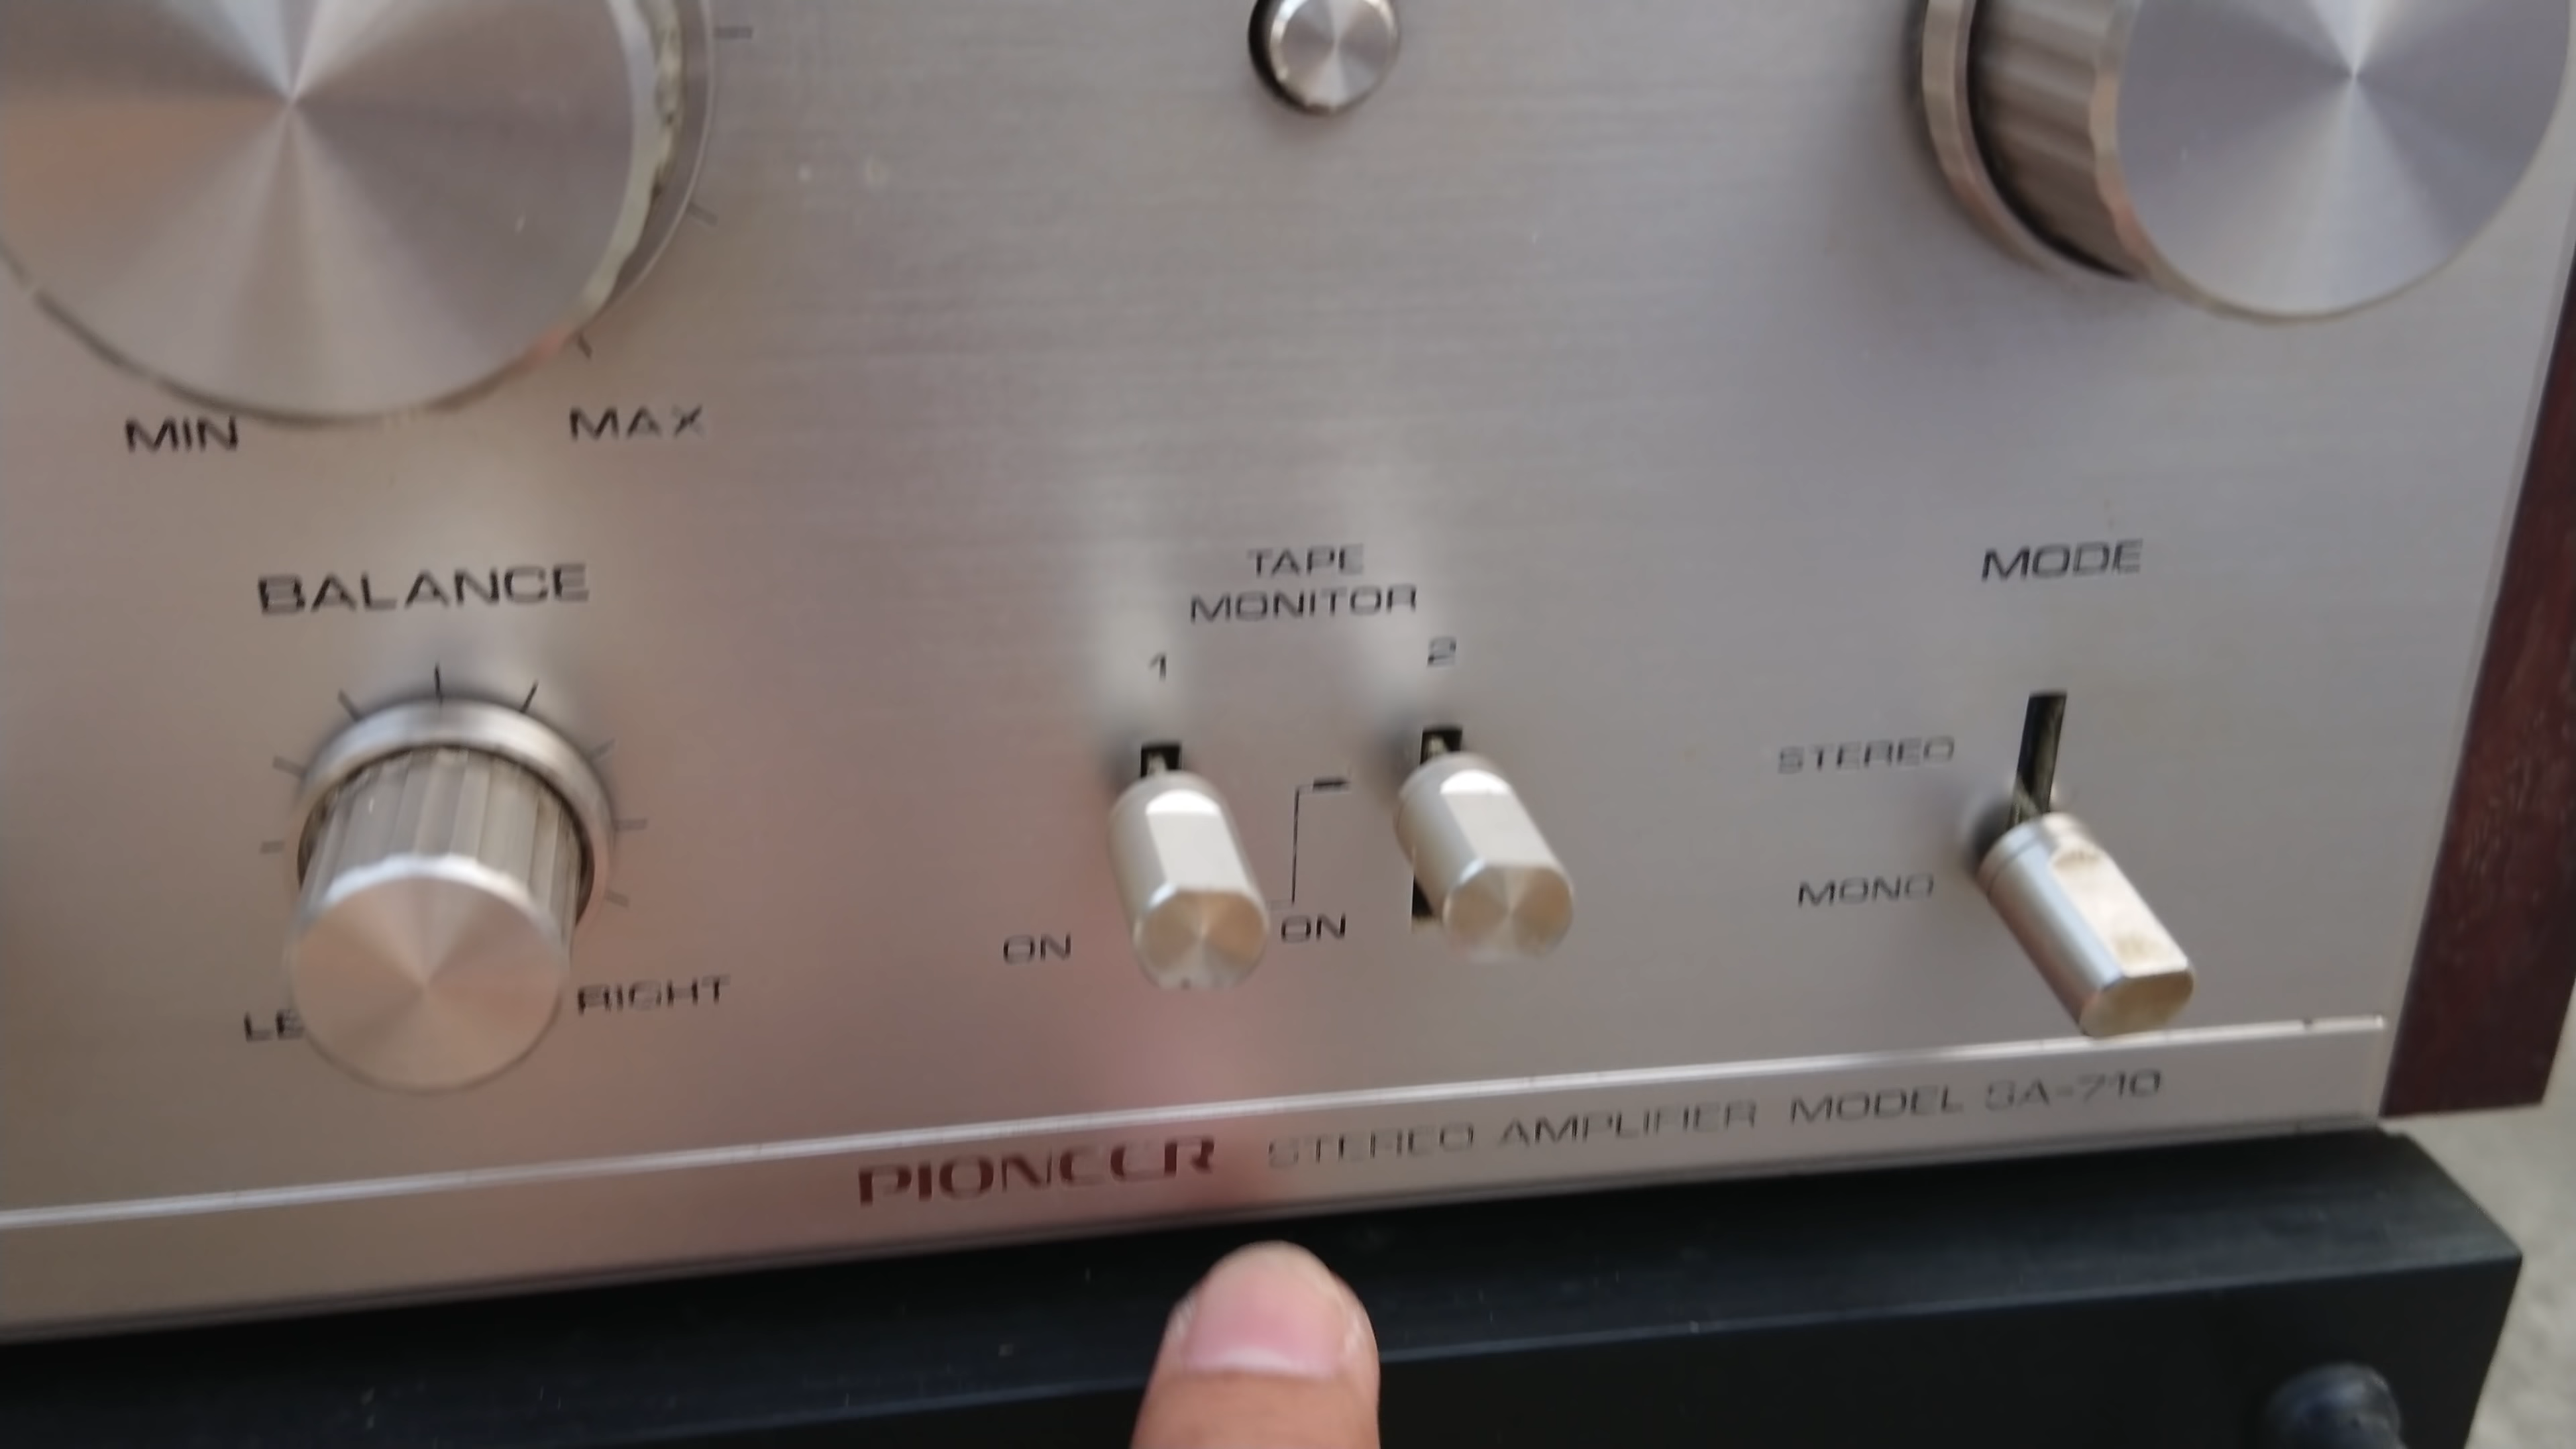 MIN MAX
BALANCE
LE RIGHT
TAPE
MONITOR
1 2
ON ON
MODE
STEREO
MONO
PIONEER STEREO AMPLIFIER MODEL SA-710